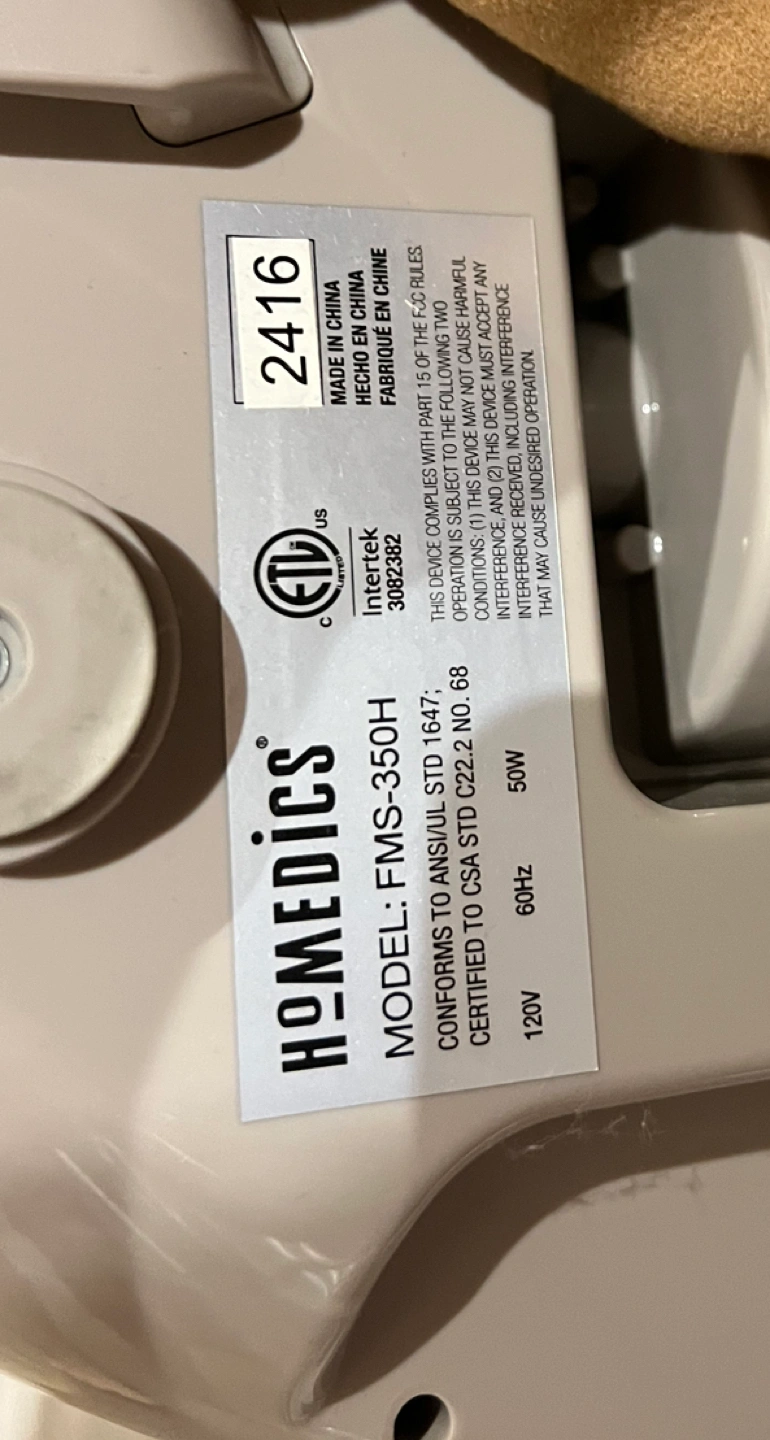 HoMEDiCS®
MODEL: FMS-350H
CONFORMS TO ANSI/UL STD 1647;
CERTIFIED TO CSA STD C22.2 NO. 68
120V 60Hz 50W
C ETL US
LISTED
Intertek
3082382
2416
MADE IN CHINA
HECHO EN CHINA
FABRIQUÉ EN CHINE
THIS DEVICE COMPLIES WITH PART 15 OF THE FCC RULES.
OPERATION IS SUBJECT TO THE FOLLOWING TWO
CONDITIONS: (1) THIS DEVICE MAY NOT CAUSE HARMFUL
INTERFERENCE, AND (2) THIS DEVICE MUST ACCEPT ANY
INTERFERENCE RECEIVED, INCLUDING INTERFERENCE
THAT MAY CAUSE UNDESIRED OPERATION.